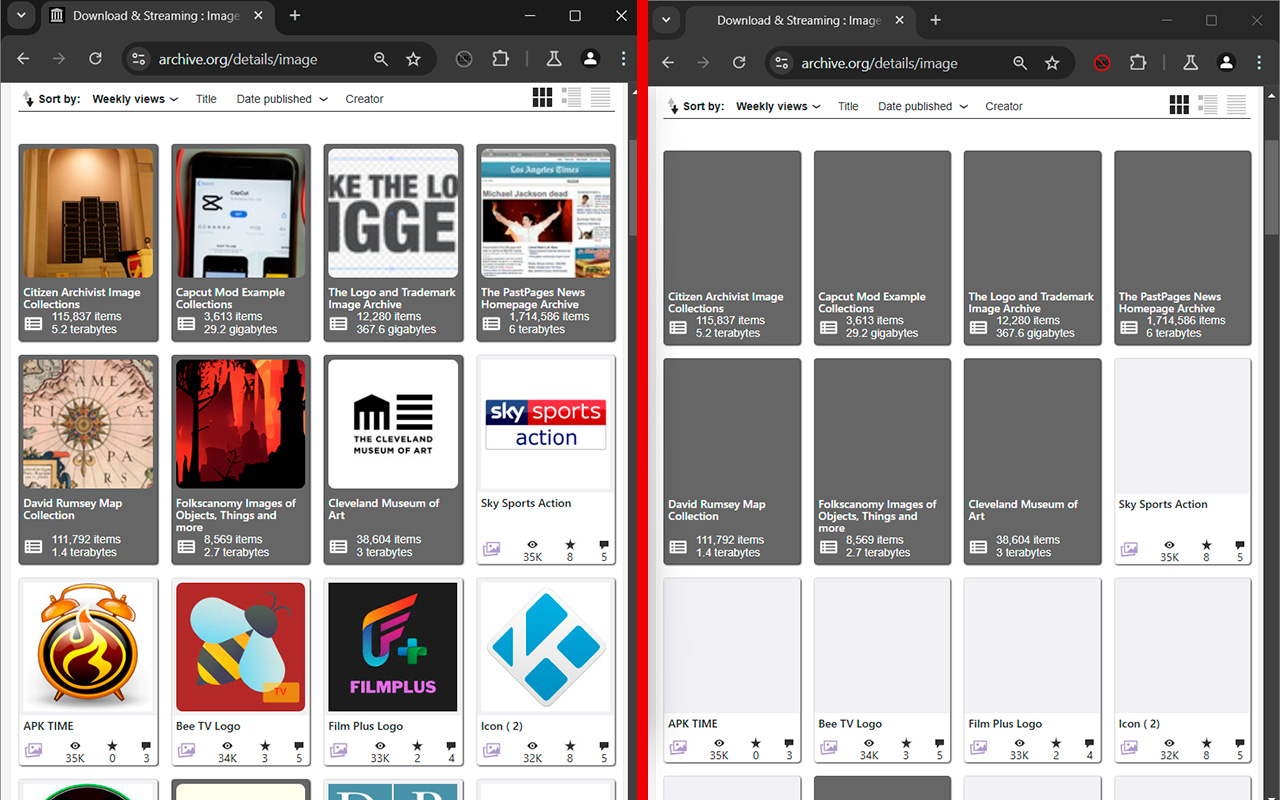 Download & Streaming : Image
archive.org/details/image
Sort by: Weekly views Title Date published Creator
KE THE LO
IGGE
CapCut
GET
Los Angeles Times
Michael Jackson dead
Citizen Archivist Image
Collections
115,837 items
5.2 terabytes
Capcut Mod Example
Collections
3,613 items
29.2 gigabytes
The Logo and Trademark
Image Archive
12,280 items
367.6 gigabytes
The PastPages News
Homepage Archive
1,714,586 items
6 terabytes
AME
RICÆ
PA
RS
THE CLEVELAND
MUSEUM OF ART
sky sports
action
David Rumsey Map
Collection
111,792 items
1.4 terabytes
Folkscanomy Images of
Objects, Things and
more
8,569 items
2.7 terabytes
Cleveland Museum of
Art
38,604 items
3 terabytes
Sky Sports Action
35K 8 5
TV
FILMPLUS
APK TIME
35K 0 3
Bee TV Logo
34K 3 5
Film Plus Logo
33K 2 4
Icon ( 2)
32K 8 5
Download & Streaming : Image
archive.org/details/image
Sort by: Weekly views Title Date published Creator
Citizen Archivist Image
Collections
115,837 items
5.2 terabytes
Capcut Mod Example
Collections
3,613 items
29.2 gigabytes
The Logo and Trademark
Image Archive
12,280 items
367.6 gigabytes
The PastPages News
Homepage Archive
1,714,586 items
6 terabytes
David Rumsey Map
Collection
111,792 items
1.4 terabytes
Folkscanomy Images of
Objects, Things and
more
8,569 items
2.7 terabytes
Cleveland Museum of
Art
38,604 items
3 terabytes
Sky Sports Action
35K 8 5
APK TIME
35K 0 3
Bee TV Logo
34K 3 5
Film Plus Logo
33K 2 4
Icon ( 2)
32K 8 5